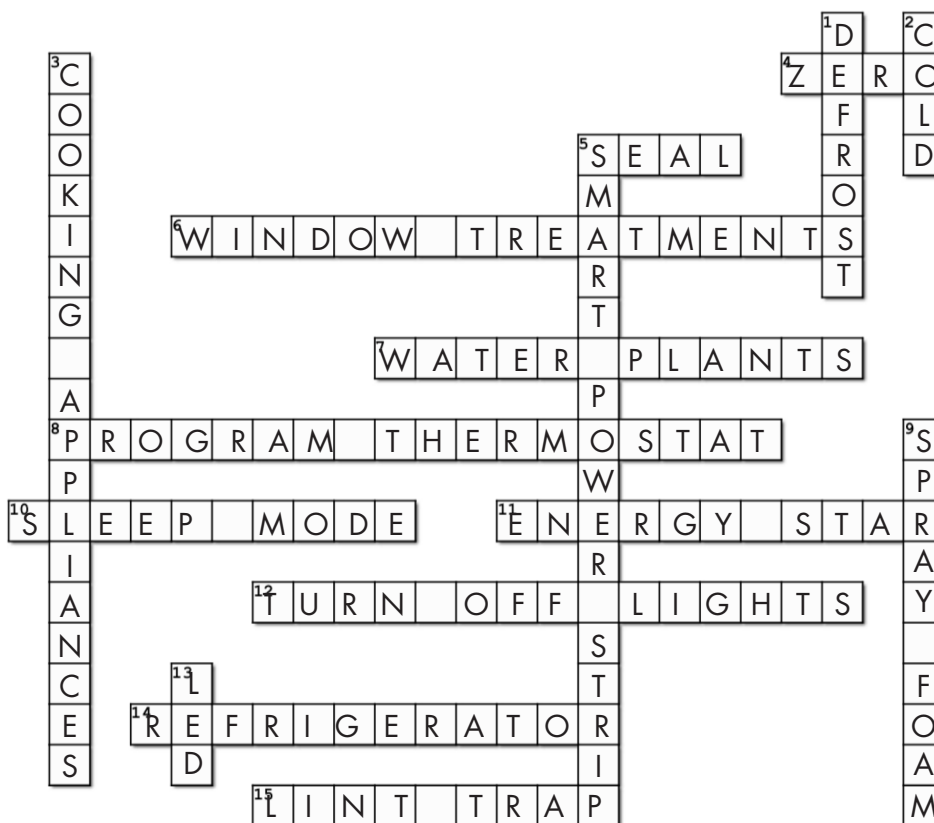 1 DEFROST
2 COLD
3 COOKING APPLIANCES
4 ZERO
5 SEAL
SMART POWER STRIP
6 WINDOW TREATMENTS
7 WATER PLANTS
8 PROGRAM THERMOSTAT
9 SPRAY FOAM
10 SLEEP MODE
11 ENERGY STAR
12 TURN OFF LIGHTS
13 LED
14 REFRIGERATOR
15 LINT TRAP